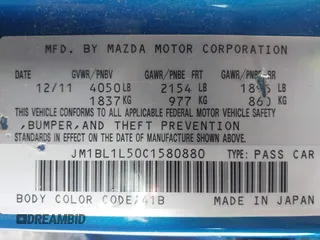 MFD. BY MAZDA MOTOR CORPORATION
DATE GVWR/PNBV GAWR/PNBE FRT GAWR/PNBE RR
12/11 4050LB 2154 LB LB
1837KG 977 KG 860KG
THIS VEHICLE CONFORMS TO ALL APPLICABLE FEDERAL MOTOR VEHICLE SAFETY
,BUMPER,AND THEFT PREVENTION
STANDARDS IN EFFECT ON THE DATE OF MANUFACTURE SHOWN ABOVE.
JM1BL1L50C1580880 TYPE: PASS CAR
MADE IN JAPAN
BODY COLOR CODE/41B
DREAMBID